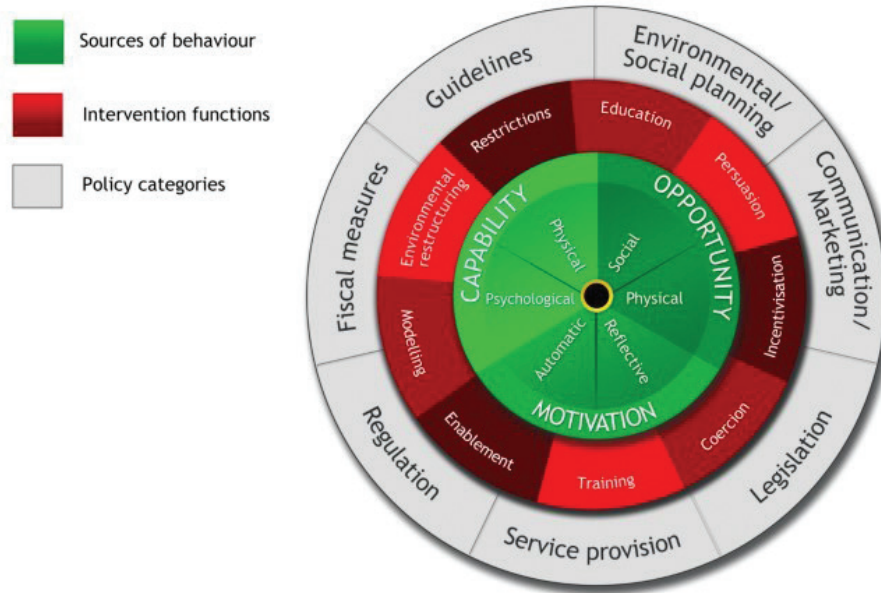 Sources of behaviour
Intervention functions
Policy categories
Guidelines
Environmental/
Social planning
Communication/
Marketing
Legislation
Service provision
Regulation
Fiscal measures
Restrictions
Education
Persuasion
Incentivisation
Coercion
Training
Enablement
Modelling
Environmental
restructuring
CAPABILITY
OPPORTUNITY
MOTIVATION
Physical
Social
Psychological
Physical
Automatic
Reflective